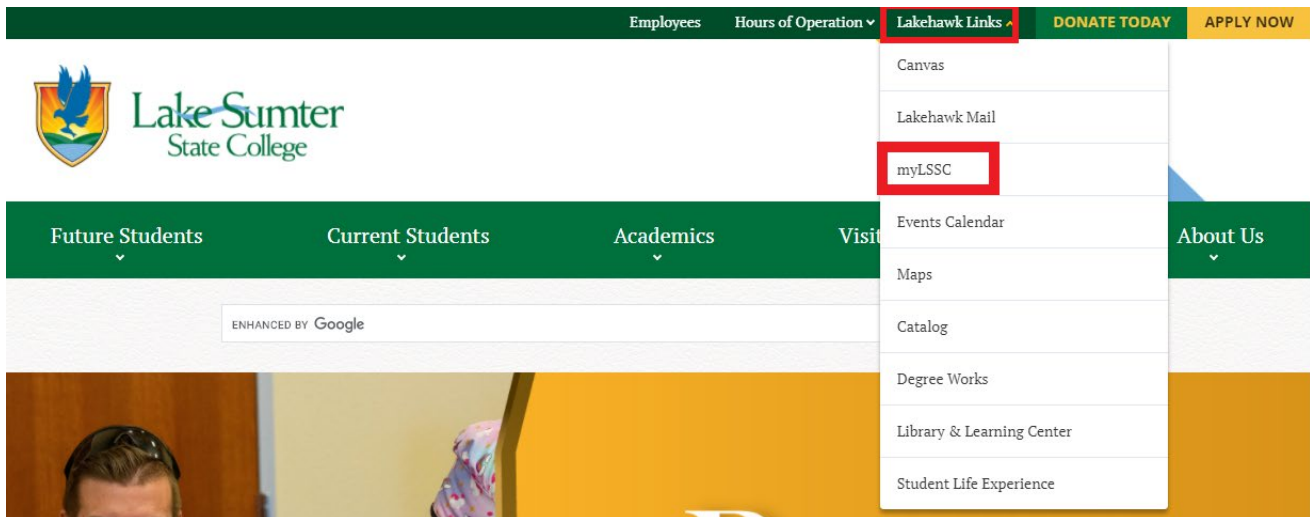 Employees Hours of Operation Lakehawk Links DONATE TODAY APPLY NOW
Lake-Sumter
State College
Canvas
Lakehawk Mail
myLSSC
Events Calendar
Maps
Catalog
Degree Works
Library & Learning Center
Student Life Experience
Future Students Current Students Academics Visit About Us
ENHANCED BY Google